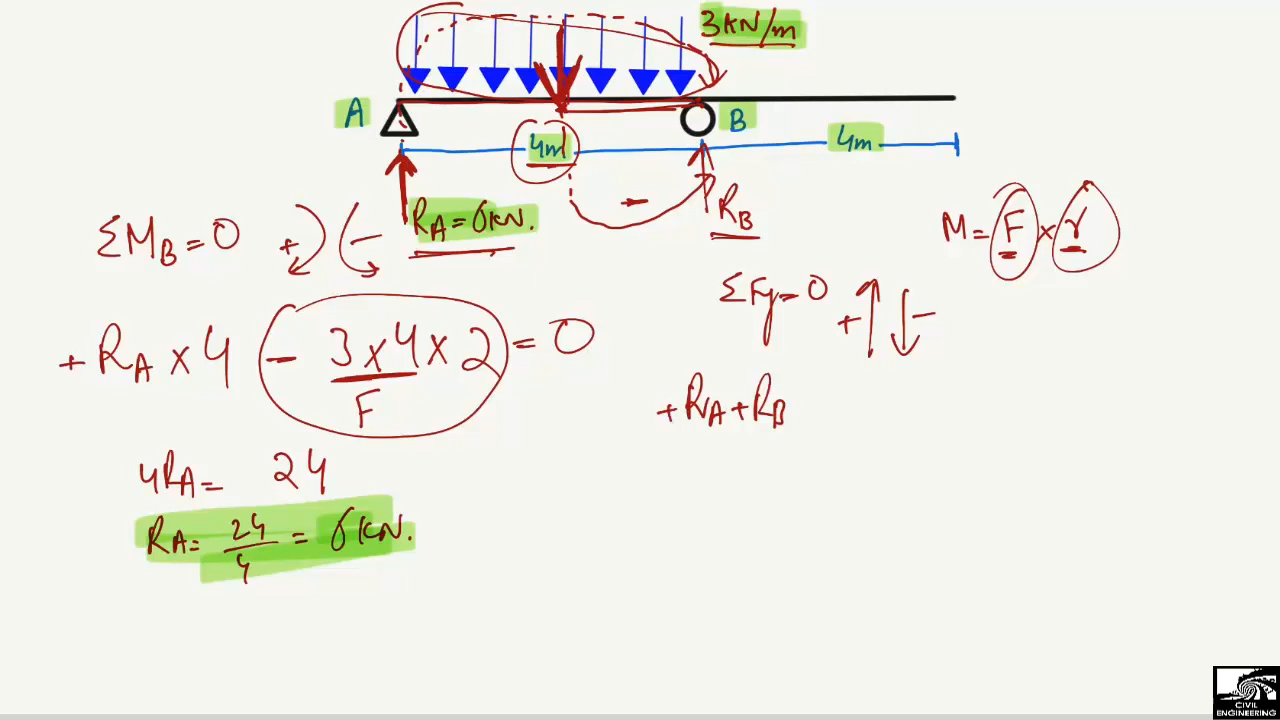 3KN/m
A
B
4m
4m
RA=6KN.
RB
ΣMB=0 + -
M=F×r
ΣFy=0 + -
+RA×4 - 3×4×2=0
F
+RA+RB
4RA= 24
RA= 24/4 = 6KN.
CIVIL
ENGINEERING